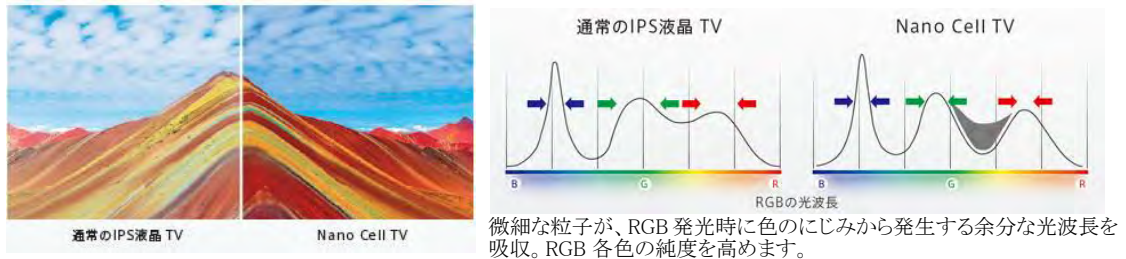 通常のIPS液晶 TV
Nano Cell TV
通常のIPS液晶 TV
Nano Cell TV
B
G
R
B
G
R
RGBの光波長
微細な粒子が、RGB 発光時に色のにじみから発生する余分な光波長を
吸収。RGB 各色の純度を高めます。